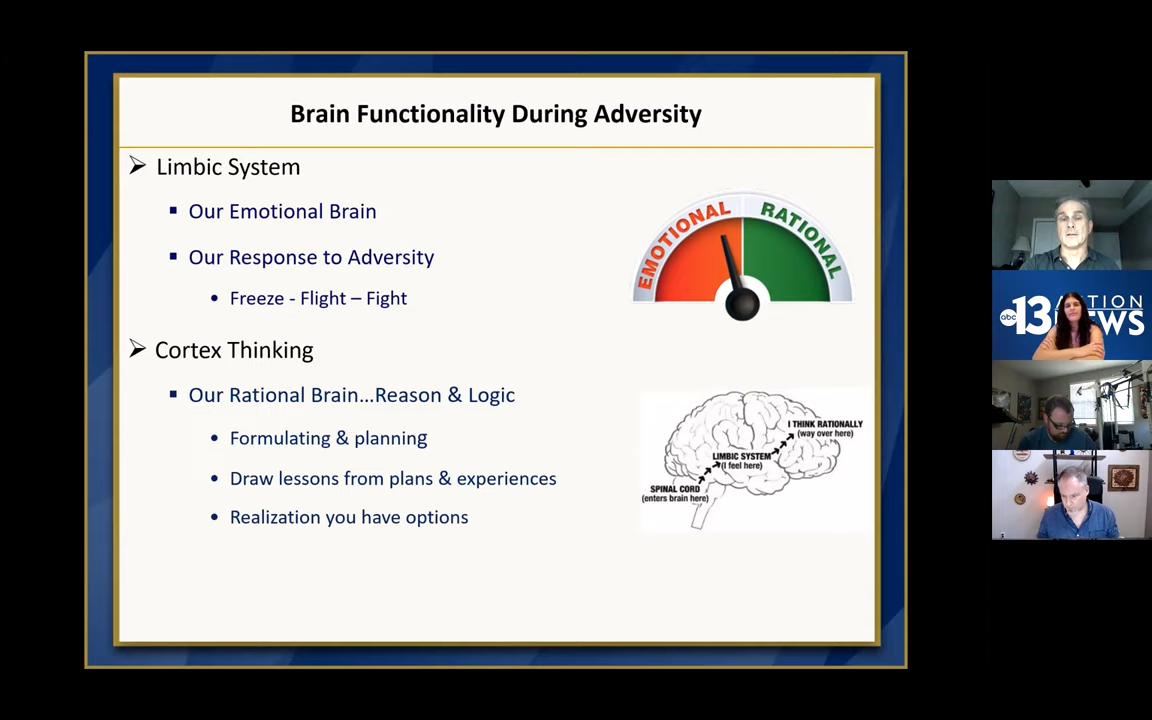 Brain Functionality During Adversity
➢ Limbic System
▪ Our Emotional Brain
▪ Our Response to Adversity
• Freeze - Flight – Fight
➢ Cortex Thinking
▪ Our Rational Brain...Reason & Logic
• Formulating & planning
• Draw lessons from plans & experiences
• Realization you have options
EMOTIONAL RATIONAL
I THINK RATIONALLY
(way over here)
LIMBIC SYSTEM
(I feel here)
SPINAL CORD
(enters brain here)
abc 13 ACTION
NEWS